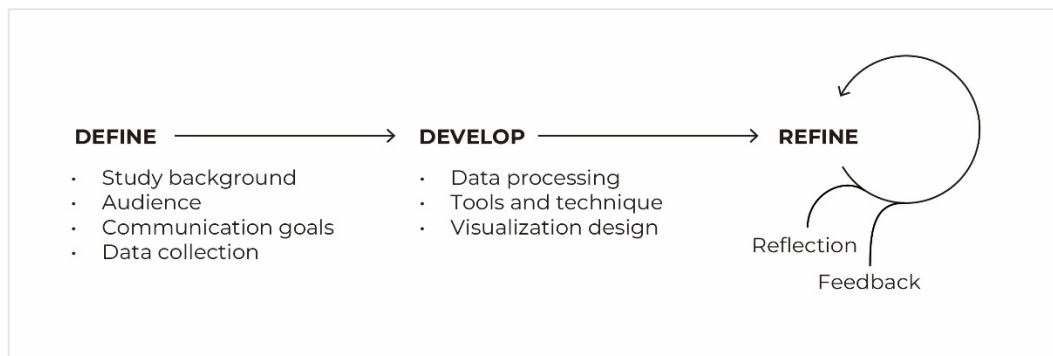 DEFINE
· Study background
· Audience
· Communication goals
· Data collection
DEVELOP
· Data processing
· Tools and technique
· Visualization design
REFINE
Reflection
Feedback